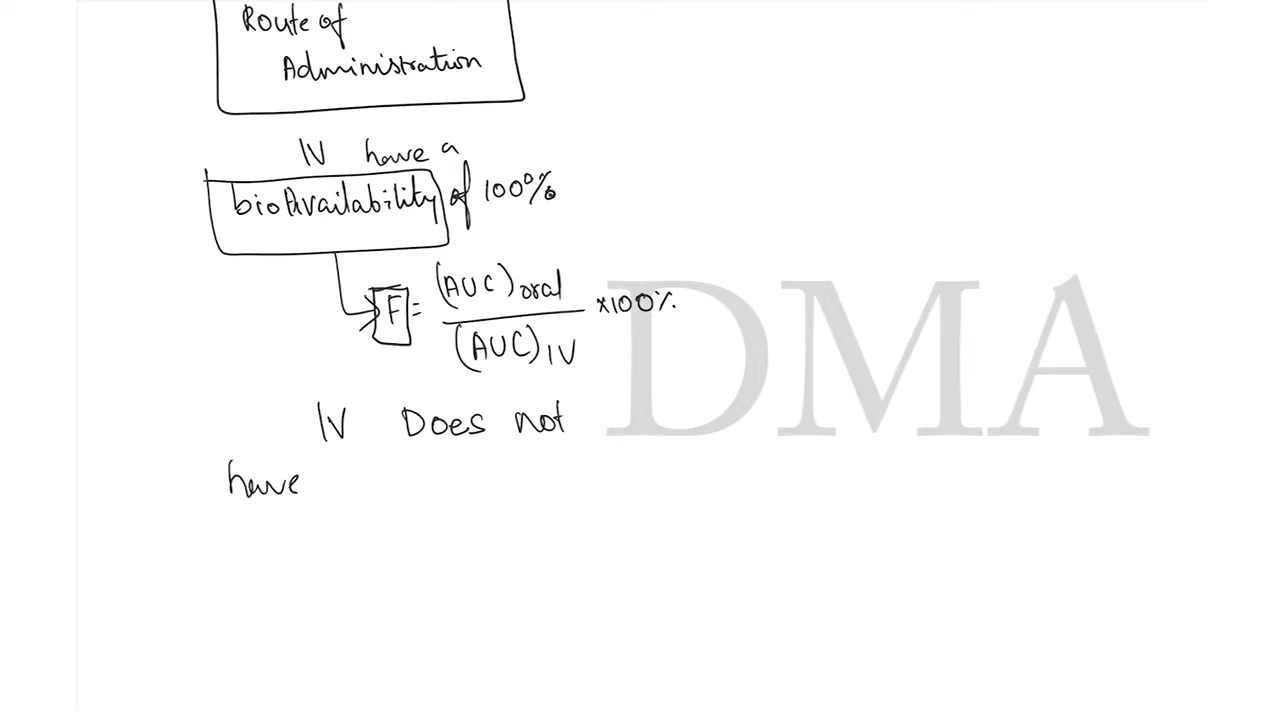 Route of
Administration
IV have a
bioAvailability of 100%
F = (AUC)oral / (AUC)IV ×100%
IV Does not
have
DMA